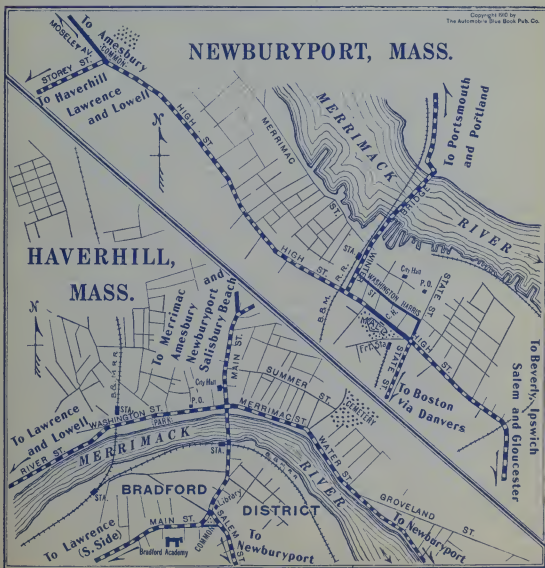 Copyright 1910 by
The Automobile Blue Book Pub. Co.
NEWBURYPORT, MASS.
To Amesbury
MOSELEY AV.
COMMON
STOREY ST.
To Haverhill
Lawrence
and Lowell
N
HIGH ST.
MERRIMAC ST.
MERRIMACK
RIVER
To Portsmouth
and Portland
BRIDGE
STA.
WINTER
WASHINGTON
HARRIS
ST.
City Hall
P.O.
STATE ST.
HIGH ST.
B.& M. R.R.
HIGH ST.
STATE ST.
To Boston
Via Danvers
To Beverly, Ipswich
Salem and Gloucester
HAVERHILL,
MASS.
N
To Merrimac
Amesbury and
Newburyport
Salisbury Beach
MAIN ST.
City Hall
P.O.
B.& M. R.R.
STA.
SUMMER ST.
CEMETERY
To Lawrence
and Lowell
WASHINGTON ST.
PARK
MERRIMAC ST
RIVER ST.
MERRIMACK
RIVER
WATER ST.
STA.
STA.
B.& M. R.R.
BRADFORD
DISTRICT
Library
MAIN ST.
COMMON
SALEM ST.
Bradford Academy
To Lawrence
(S. Side)
To
Newburyport
GROVELAND ST
To Newburyport